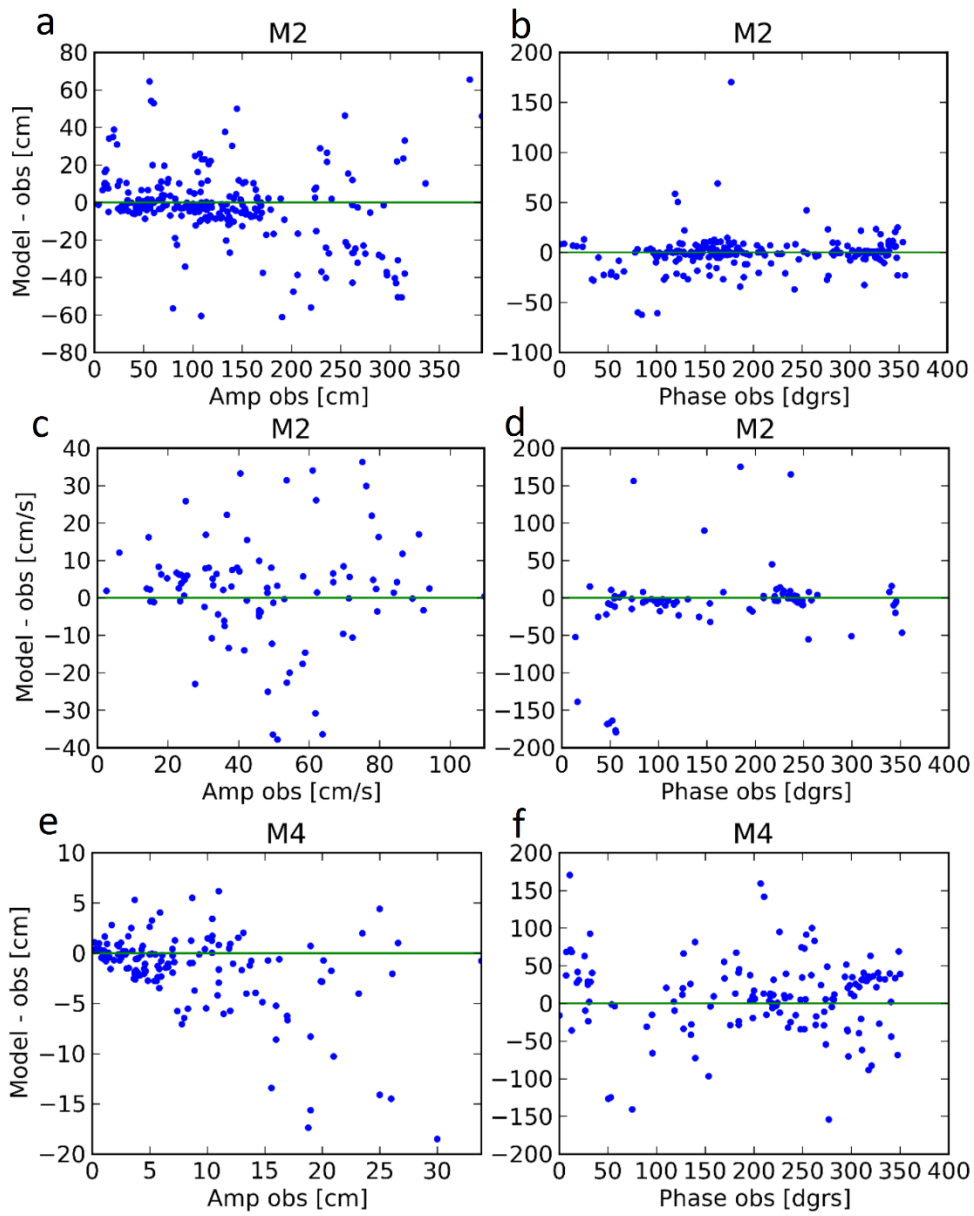 a
M2
80
60
40
20
0
−20
−40
−60
−80
Model - obs [cm]
0 50 100 150 200 250 300 350
Amp obs [cm]
b
M2
200
150
100
50
0
−50
−100
0 50 100 150 200 250 300 350 400
Phase obs [dgrs]
c
M2
40
30
20
10
0
−10
−20
−30
−40
Model - obs [cm/s]
0 20 40 60 80 100
Amp obs [cm/s]
d
M2
200
150
100
50
0
−50
−100
−150
−200
0 50 100 150 200 250 300 350 400
Phase obs [dgrs]
e
M4
10
5
0
−5
−10
−15
−20
Model - obs [cm]
0 5 10 15 20 25 30
Amp obs [cm]
f
M4
200
150
100
50
0
−50
−100
−150
−200
0 50 100 150 200 250 300 350 400
Phase obs [dgrs]